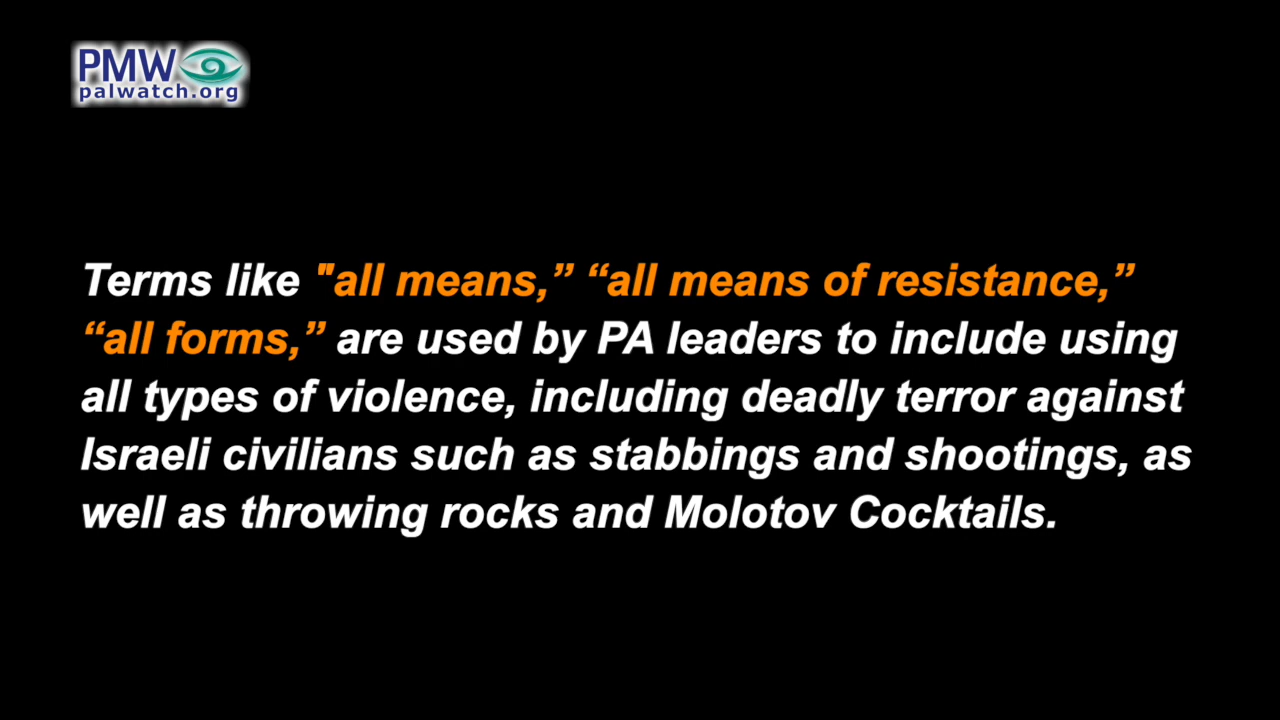 PMW
palwatch.org
Terms like "all means,” “all means of resistance,”
“all forms,” are used by PA leaders to include using
all types of violence, including deadly terror against
Israeli civilians such as stabbings and shootings, as
well as throwing rocks and Molotov Cocktails.